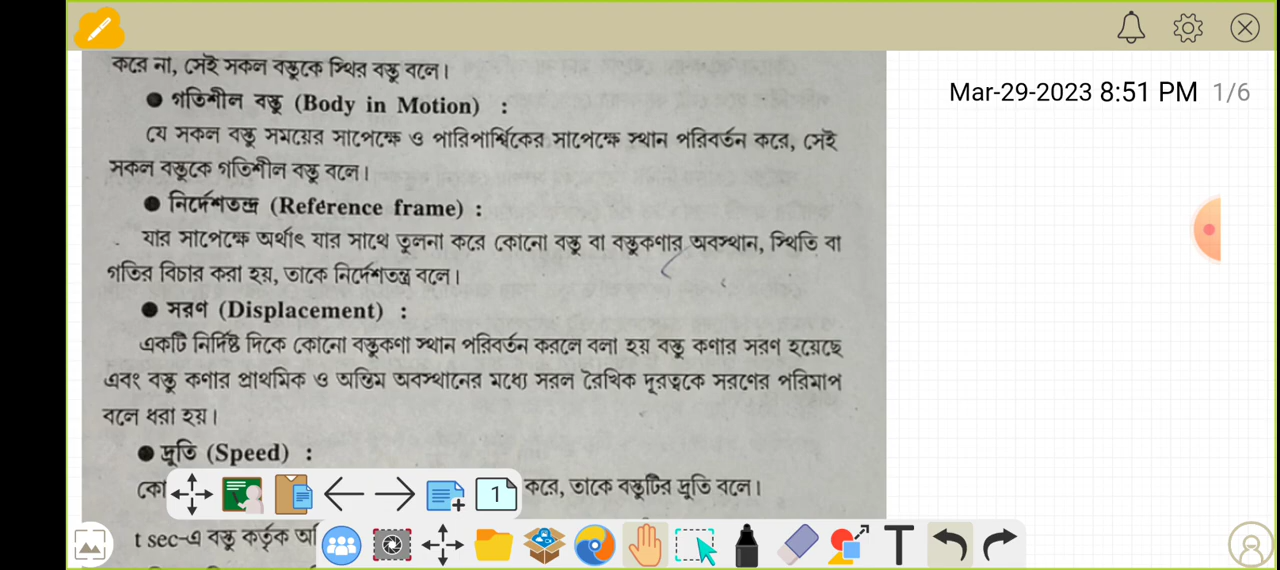 করে না, সেই সকল বস্তুকে স্থির বস্তু বলে।
Mar-29-2023 8:51 PM 1/6
● গতিশীল বস্তু (Body in Motion) :
যে সকল বস্তু সময়ের সাপেক্ষে ও পারিপার্শ্বিকের সাপেক্ষে স্থান পরিবর্তন করে, সেই
সকল বস্তুকে গতিশীল বস্তু বলে।
● নির্দেশতন্ত্র (Reference frame) :
যার সাপেক্ষে অর্থাৎ যার সাথে তুলনা করে কোনো বস্তু বা বস্তুকণার অবস্থান, স্থিতি বা
গতির বিচার করা হয়, তাকে নির্দেশতন্ত্র বলে।
● সরণ (Displacement) :
একটি নির্দিষ্ট দিকে কোনো বস্তুকণা স্থান পরিবর্তন করলে বলা হয় বস্তু কণার সরণ হয়েছে
এবং বস্তু কণার প্রাথমিক ও অন্তিম অবস্থানের মধ্যে সরল রৈখিক দূরত্বকে সরণের পরিমাপ
বলে ধরা হয়।
● দ্রুতি (Speed) :
করে, তাকে বস্তুটির দ্রুতি বলে।
1
t sec-এ বস্তু কর্তৃক
T